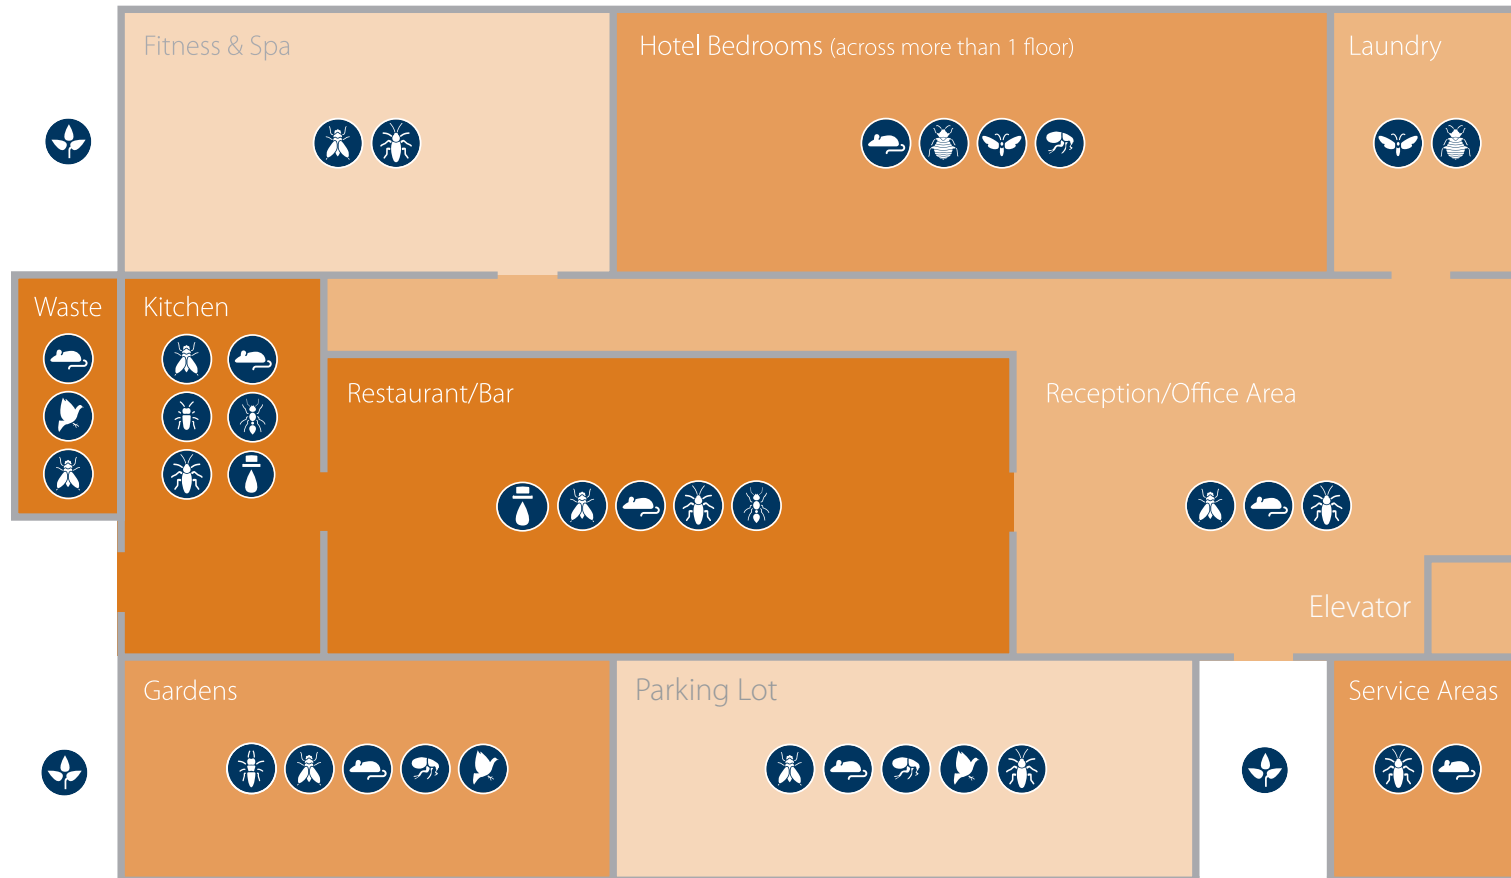 Fitness & Spa
Hotel Bedrooms (across more than 1 floor)
Laundry
Waste
Kitchen
Restaurant/Bar
Reception/Office Area
Elevator
Gardens
Parking Lot
Service Areas